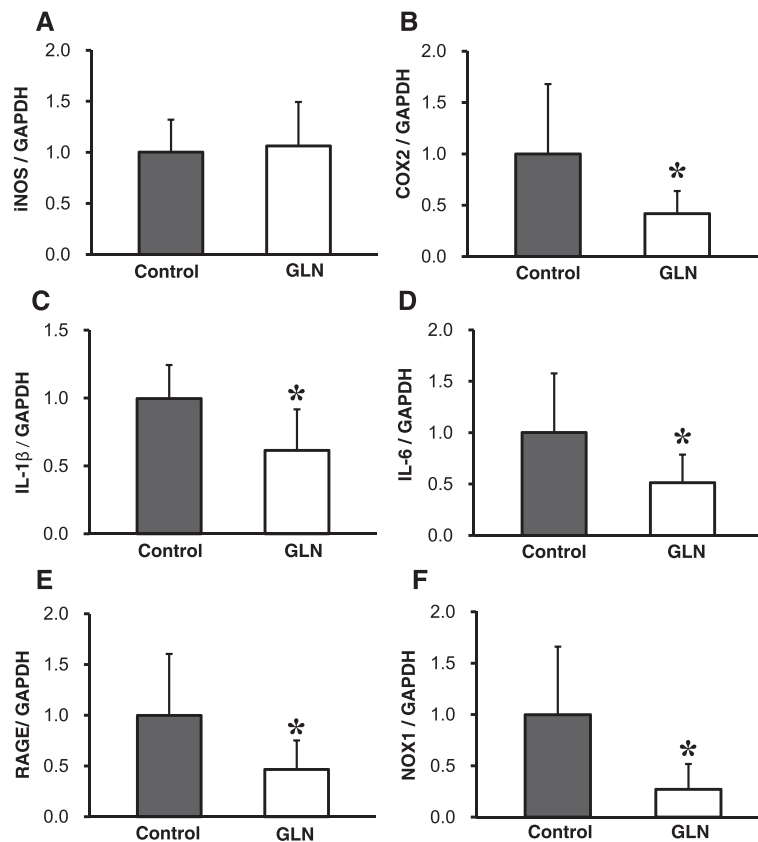 A
iNOS / GAPDH
2.0
1.5
1.0
0.5
0.0
Control
GLN
B
COX2 / GAPDH
2.0
1.5
1.0
0.5
0.0
*
Control
GLN
C
IL-1β / GAPDH
1.5
1.0
0.5
0.0
*
Control
GLN
D
IL-6 / GAPDH
2.0
1.5
1.0
0.5
0.0
*
Control
GLN
E
RAGE/ GAPDH
2.0
1.5
1.0
0.5
0.0
*
Control
GLN
F
NOX1 / GAPDH
2.0
1.5
1.0
0.5
0.0
*
Control
GLN